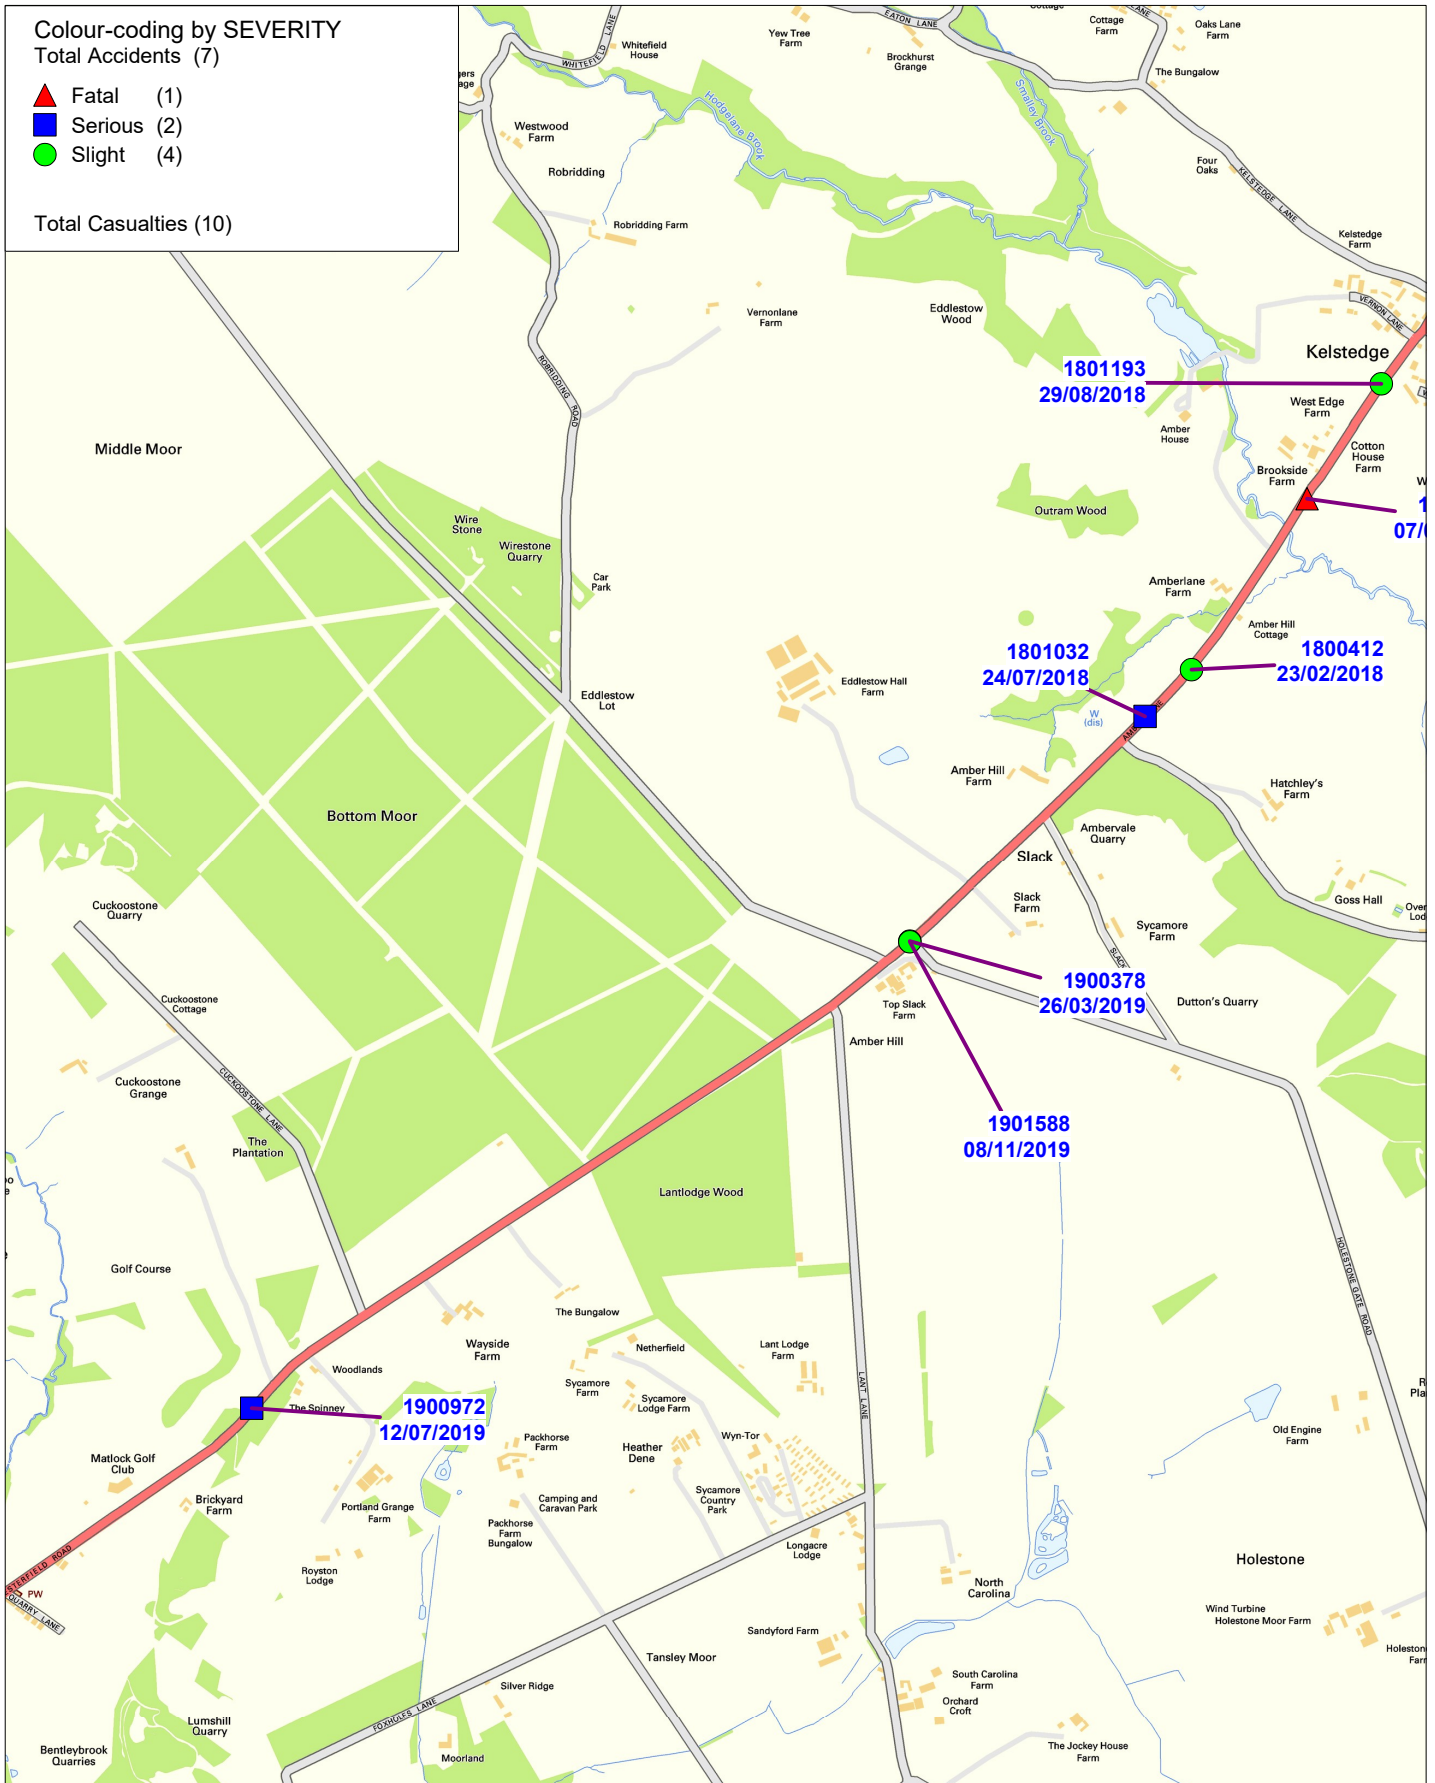 Colour-coding by SEVERITY
Total Accidents (7)
Fatal (1)
Serious (2)
Slight (4)
Total Casualties (10)
WHITEFIELD LANE
Whitefield
House
Yew Tree
Farm
EATON LANE
Brockhurst
Grange
Cottage
Farm
LANE
Oaks Lane
Farm
The Bungalow
Westwood
Farm
Robridding
Hodgelane Brook
Smalley Brook
Four
Oaks
KELSTEDGE LANE
Robridding Farm
Kelstedge
Farm
Vernonlane
Farm
Eddlestow
Wood
VERNON LANE
Kelstedge
1801193
29/08/2018
ROBRIDDING ROAD
West Edge
Farm
Amber
House
Middle Moor
Cotton
House
Farm
Brookside
Farm
Outram Wood
Wire
Stone
Wirestone
Quarry
Car
Park
Amberlane
Farm
Amber Hill
Cottage
1801032
24/07/2018
1800412
23/02/2018
Eddlestow Hall
Farm
Eddlestow
Lot
W
(dis)
Amber Hill
Farm
Hatchley's
Farm
Bottom Moor
Ambervale
Quarry
Slack
Slack
Farm
Goss Hall
Cuckoostone
Quarry
Sycamore
Farm
SLACK
1900378
26/03/2019
Cuckoostone
Cottage
Top Slack
Farm
Dutton's Quarry
Amber Hill
Cuckoostone
Grange
CUCKOOSTONE LANE
1901588
08/11/2019
The
Plantation
Lantlodge Wood
Golf Course
HOLESTONE GATE ROAD
The Bungalow
Wayside
Farm
Netherfield
Lant Lodge
Farm
Woodlands
Sycamore
Farm
Sycamore
Lodge Farm
LANT LANE
The Spinney
1900972
12/07/2019
Packhorse
Farm
Heather
Dene
Wyn-Tor
Old Engine
Farm
Matlock Golf
Club
Brickyard
Farm
Portland Grange
Farm
Camping and
Caravan Park
Sycamore
Country
Park
Packhorse
Farm
Bungalow
Longacre
Lodge
STERFIELD ROAD
PW
QUARRY LANE
Royston
Lodge
North
Carolina
Holestone
Wind Turbine
Holestone Moor Farm
Sandyford Farm
Tansley Moor
South Carolina
Farm
Orchard
Croft
Silver Ridge
FOXHOLES LANE
Lumshill
Quarry
Bentleybrook
Quarries
Moorland
The Jockey House
Farm